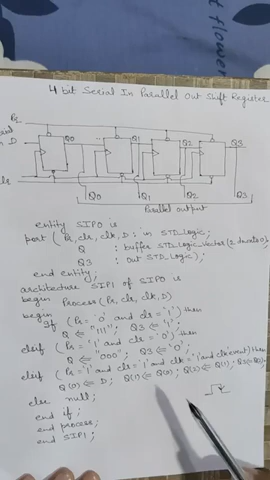 t flower
4 bit Serial In Parallel Out Shift Register
Pr
D
Q0
Q1
Q2
Q3
clr
Q0 Q1 Q2 Q3
Parallel output
entity SIPO is
port ( Pr, clr, clk, D : in STD_logic;
Q : buffer STD_logic_vector (2 downto 0);
Q3 : out STD_logic);
end entity;
architecture SIP1 of SIPO is
begin Process (Pr, clr, clk, D)
begin
If (Pr = '0' and clr = '1') then
Q <= "111"; Q3 <= '1';
elsif (Pr = '1' and clr = '0') then
Q <= "000"; Q3 <= '0';
elsif (Pr = '1' and clr = '1' and clk = '1' and clk'event) then
Q(0) <= D; Q(1) <= Q(0); Q(2) <= Q(1); Q3 <= Q(2);
else null;
end if;
end process;
end SIP1;